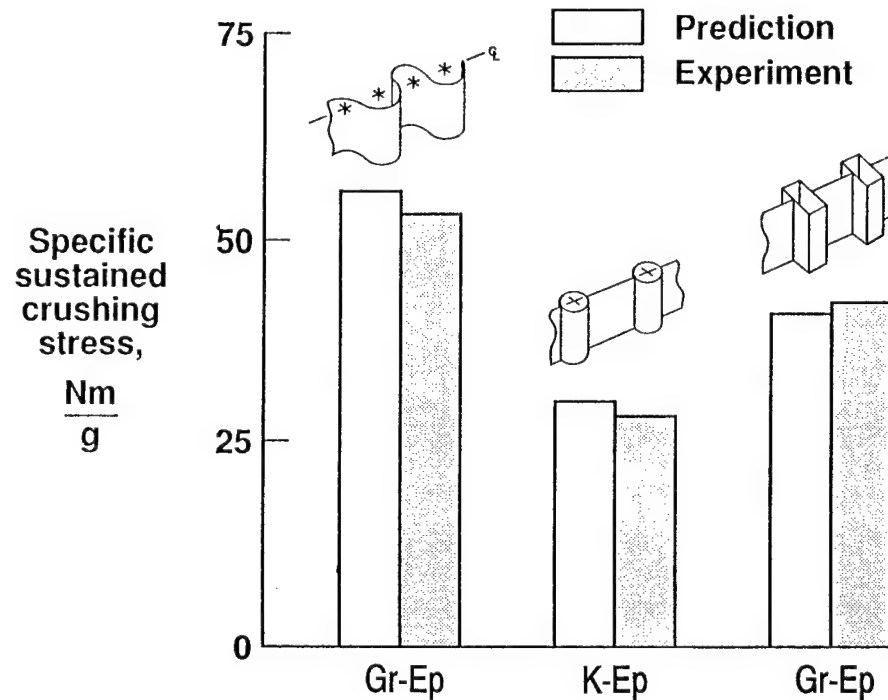 75
50
25
0
Specific
sustained
crushing
stress,
Nm
g
℄
Prediction
Experiment
Gr-Ep
K-Ep
Gr-Ep